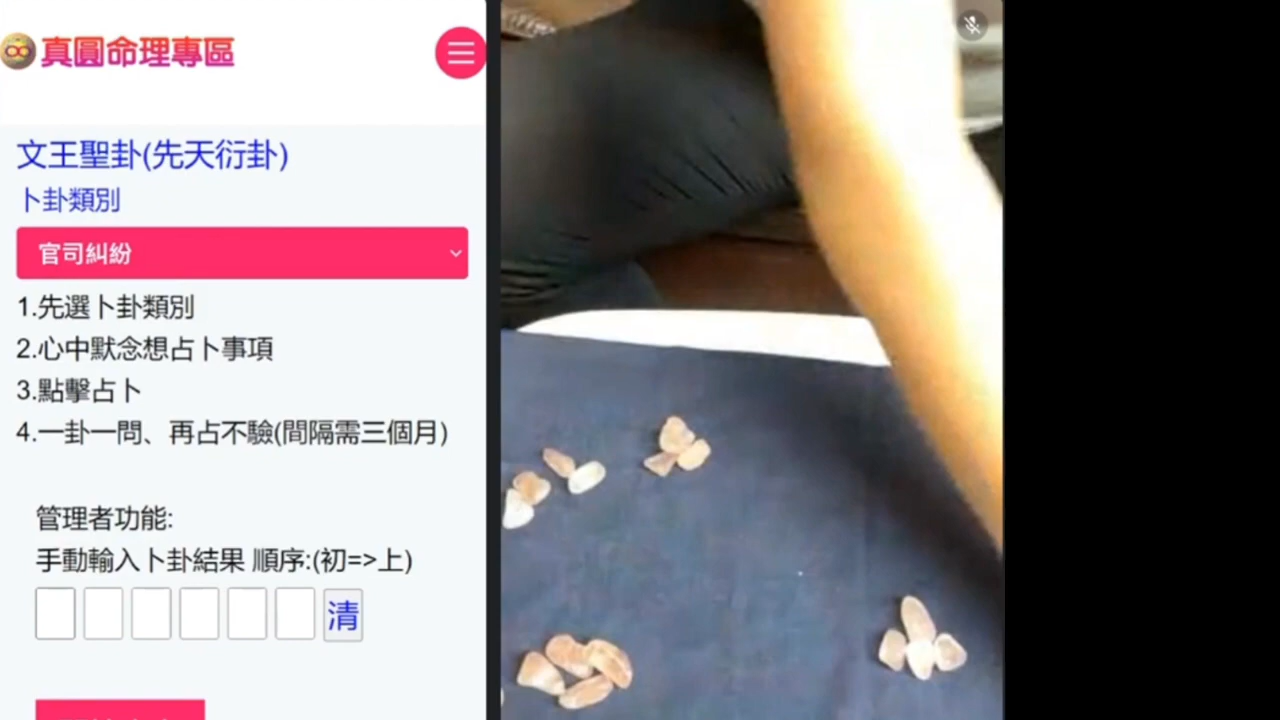 真圓命理專區
文王聖卦(先天衍卦)
卜卦類別
官司糾紛
1.先選卜卦類別
2.心中默念想占卜事項
3.點擊占卜
4.一卦一問、再占不驗(間隔需三個月)
管理者功能:
手動輸入卜卦結果 順序:(初=>上)
清